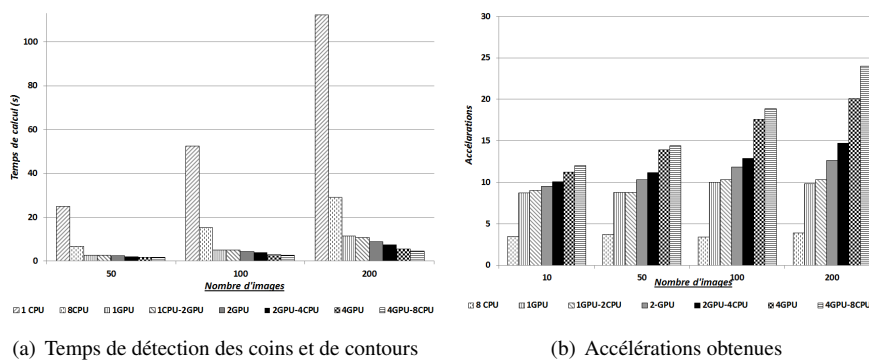 100
80
60
40
20
0
Temps de calcul (s)
50 100 200
Nombre d'images
1 CPU 8CPU 1GPU 1CPU-2GPU 2GPU 2GPU-4CPU 4GPU 4GPU-8CPU
(a) Temps de détection des coins et de contours
30
25
20
15
10
5
0
Accélarations
10 50 100 200
Nombre d'images
8 CPU 1GPU 1GPU-2CPU 2-GPU 2GPU-4CPU 4GPU 4GPU-8CPU
(b) Accélérations obtenues